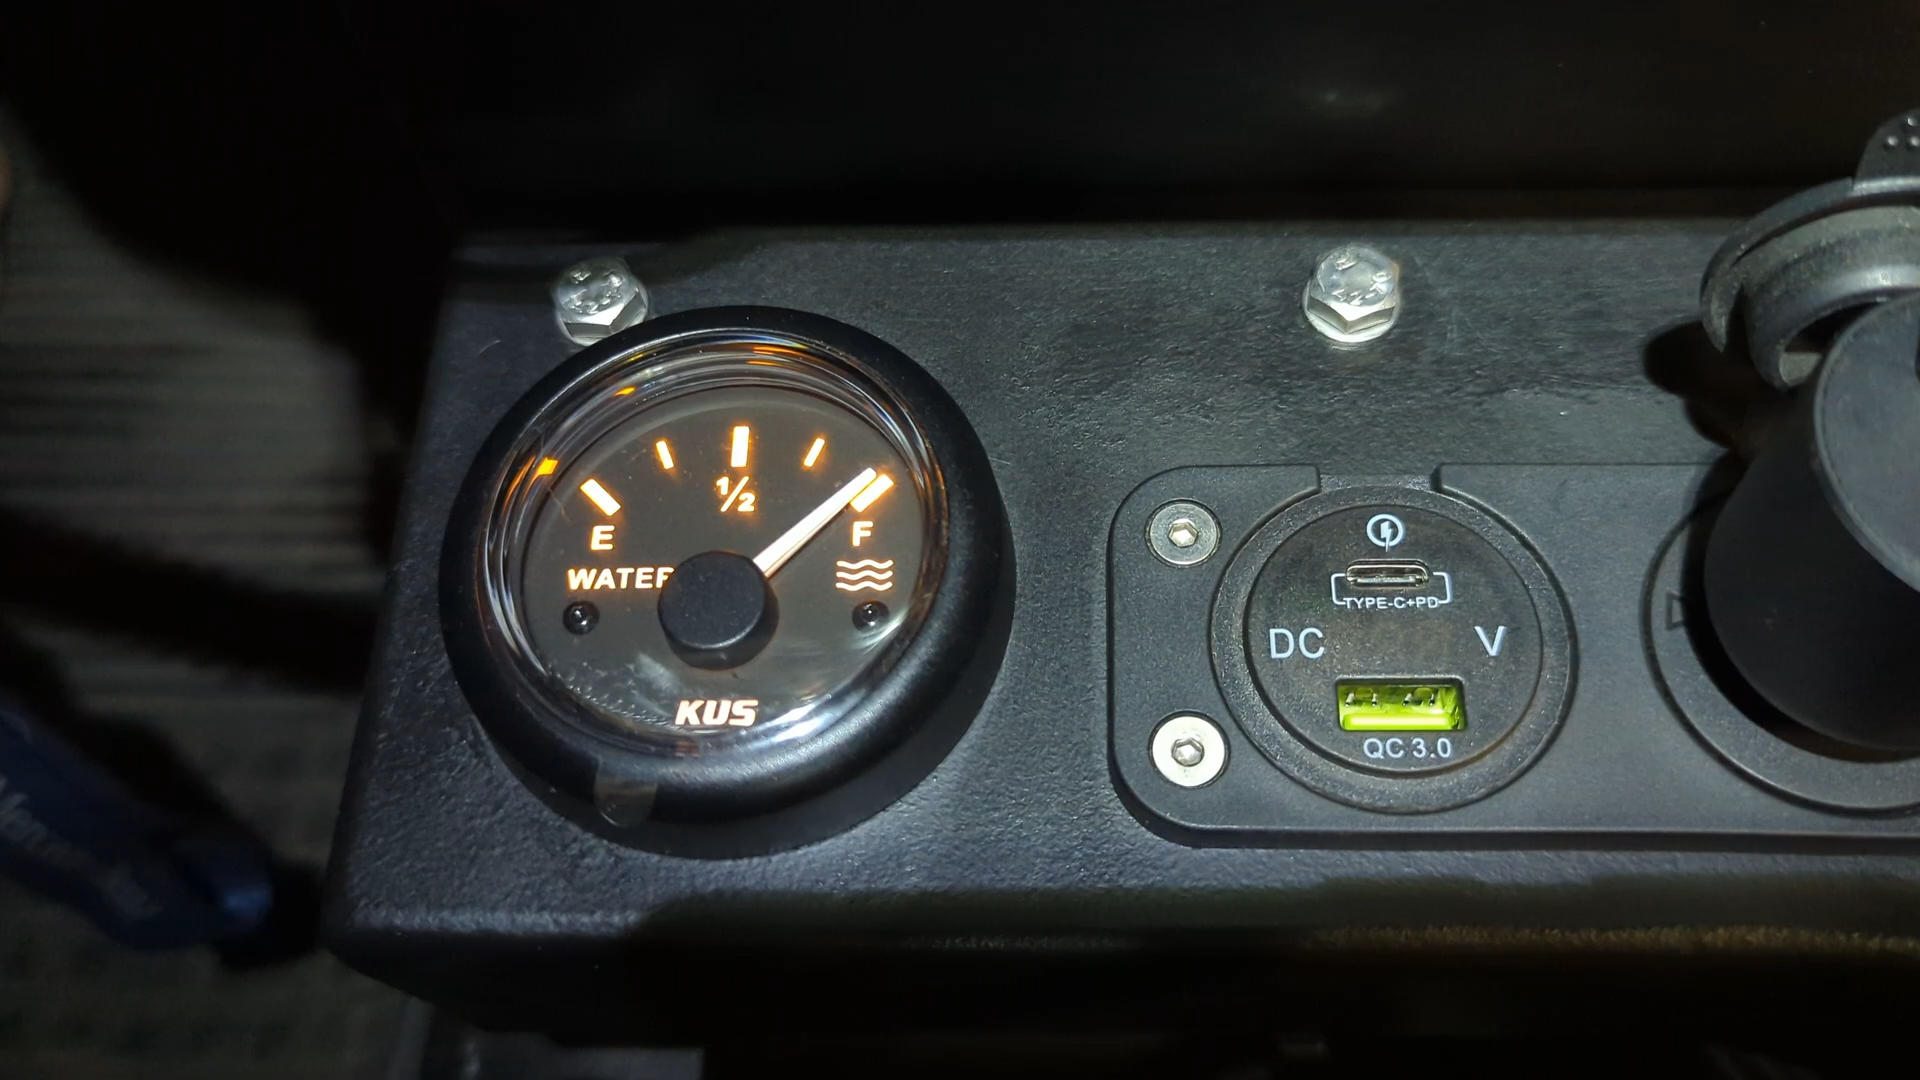 ½
E
F
WATER
KUS
TYPE-C+PD
DC
V
QC 3.0